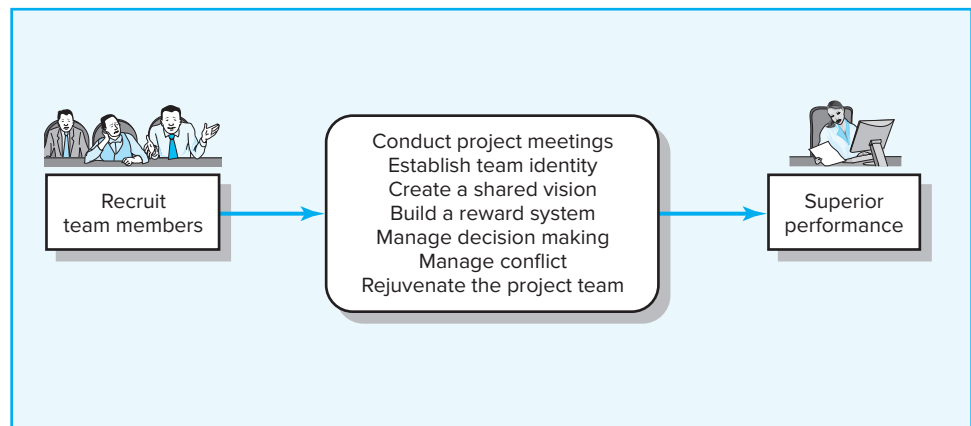 Recruit
team members
Conduct project meetings
Establish team identity
Create a shared vision
Build a reward system
Manage decision making
Manage conflict
Rejuvenate the project team
Superior
performance